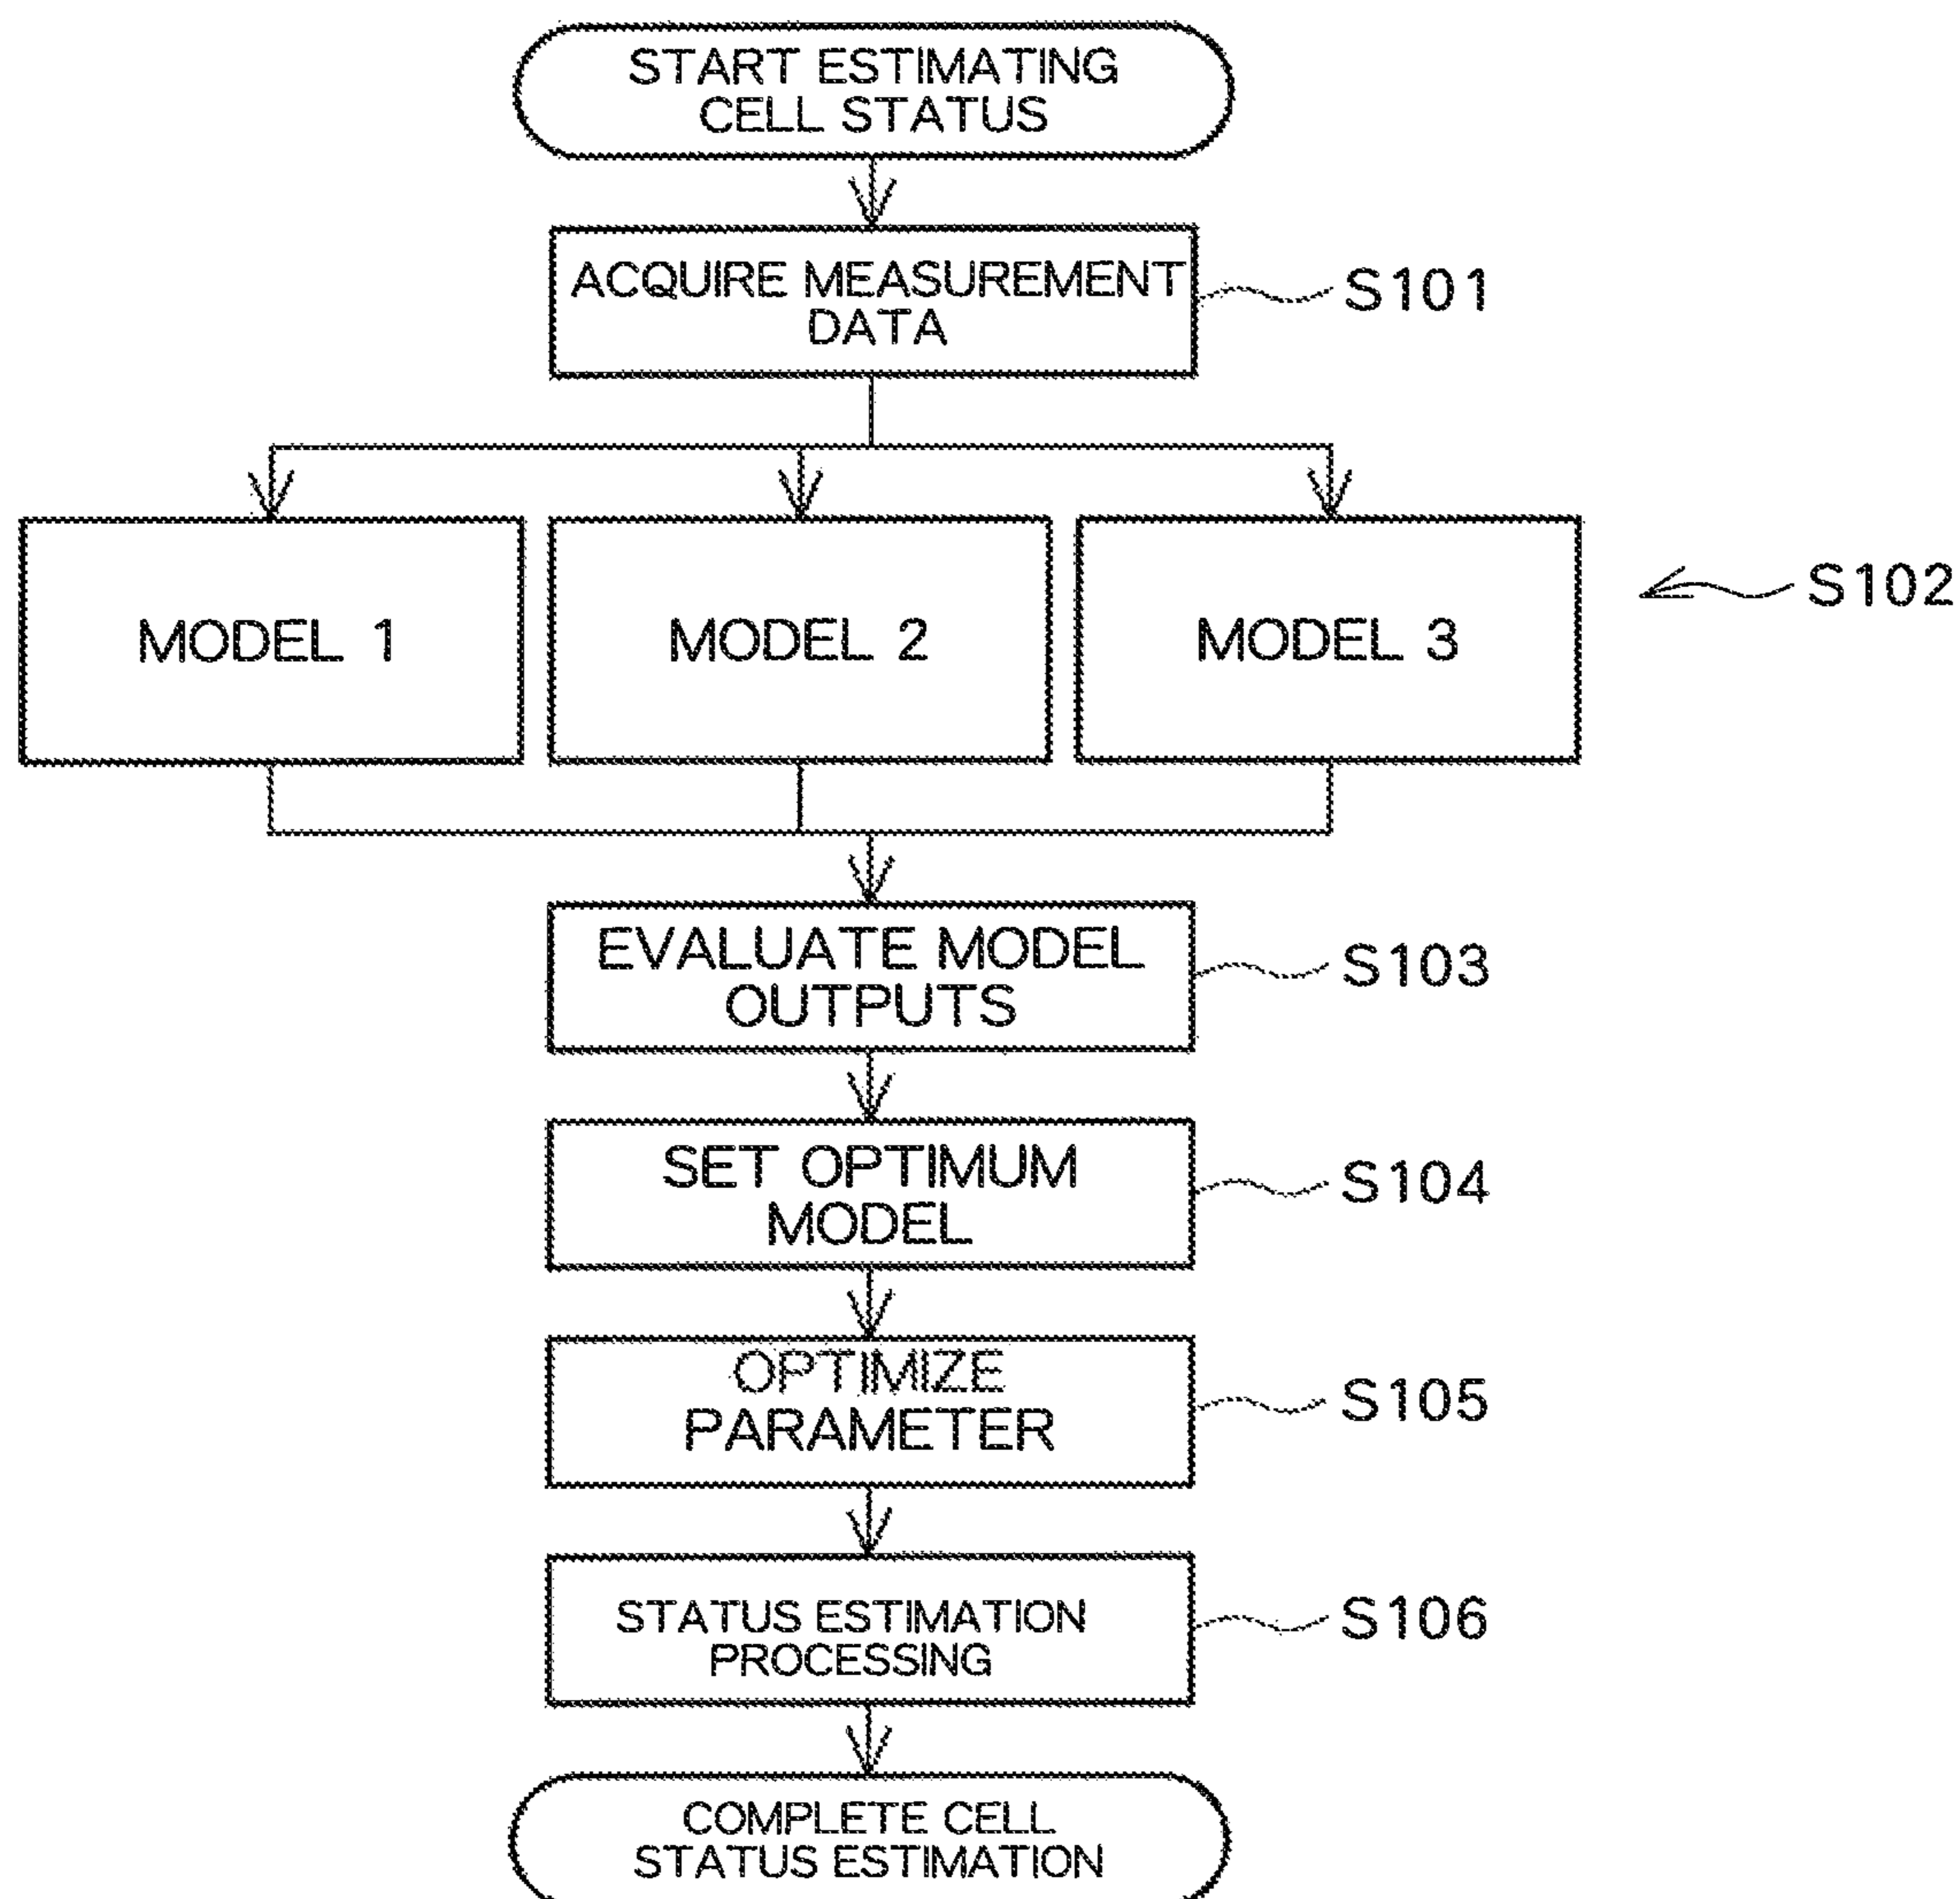 START ESTIMATING
CELL STATUS
ACQUIRE MEASUREMENT
DATA
S101
MODEL 1
MODEL 2
MODEL 3
S102
EVALUATE MODEL
OUTPUTS
S103
SET OPTIMUM
MODEL
S104
OPTIMIZE
PARAMETER
S105
STATUS ESTIMATION
PROCESSING
S106
COMPLETE CELL
STATUS ESTIMATION